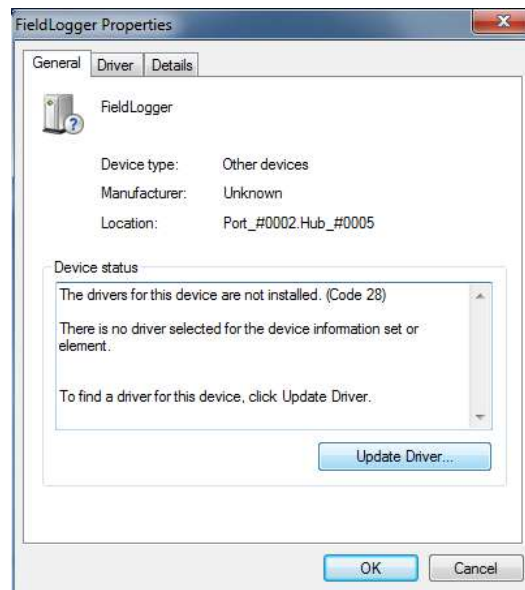 FieldLogger Properties
General Driver Details
FieldLogger
Device type: Other devices
Manufacturer: Unknown
Location: Port_#0002.Hub_#0005
Device status
The drivers for this device are not installed. (Code 28)
There is no driver selected for the device information set or
element.
To find a driver for this device, click Update Driver.
Update Driver...
OK Cancel